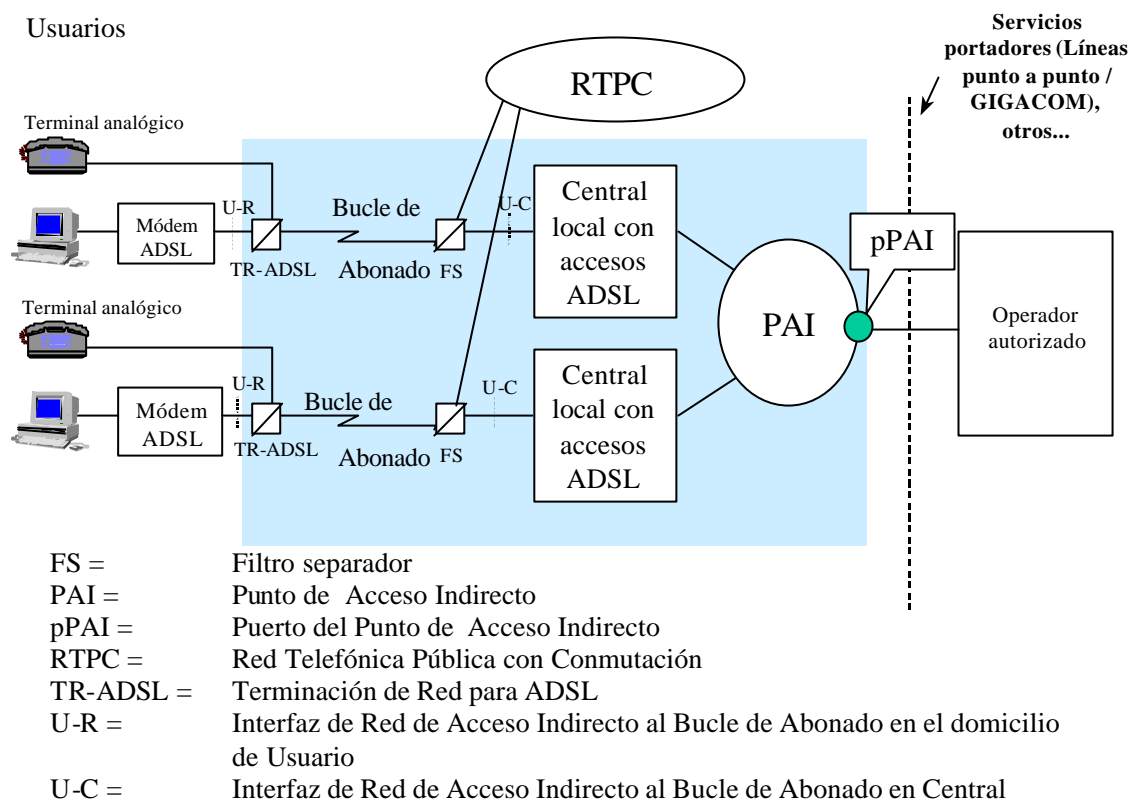 Usuarios
Servicios
portadores (Líneas
punto a punto /
GIGACOM),
otros...
RTPC
Terminal analógico
Módem
ADSL
U-R
TR-ADSL
Bucle de
Abonado
FS
U-C
Central
local con
accesos
ADSL
pPAI
PAI
Operador
autorizado
Terminal analógico
Módem
ADSL
U-R
TR-ADSL
Bucle de
Abonado
FS
U-C
Central
local con
accesos
ADSL
FS = Filtro separador
PAI = Punto de Acceso Indirecto
pPAI = Puerto del Punto de Acceso Indirecto
RTPC = Red Telefónica Pública con Conmutación
TR-ADSL = Terminación de Red para ADSL
U-R = Interfaz de Red de Acceso Indirecto al Bucle de Abonado en el domicilio
de Usuario
U-C = Interfaz de Red de Acceso Indirecto al Bucle de Abonado en Central